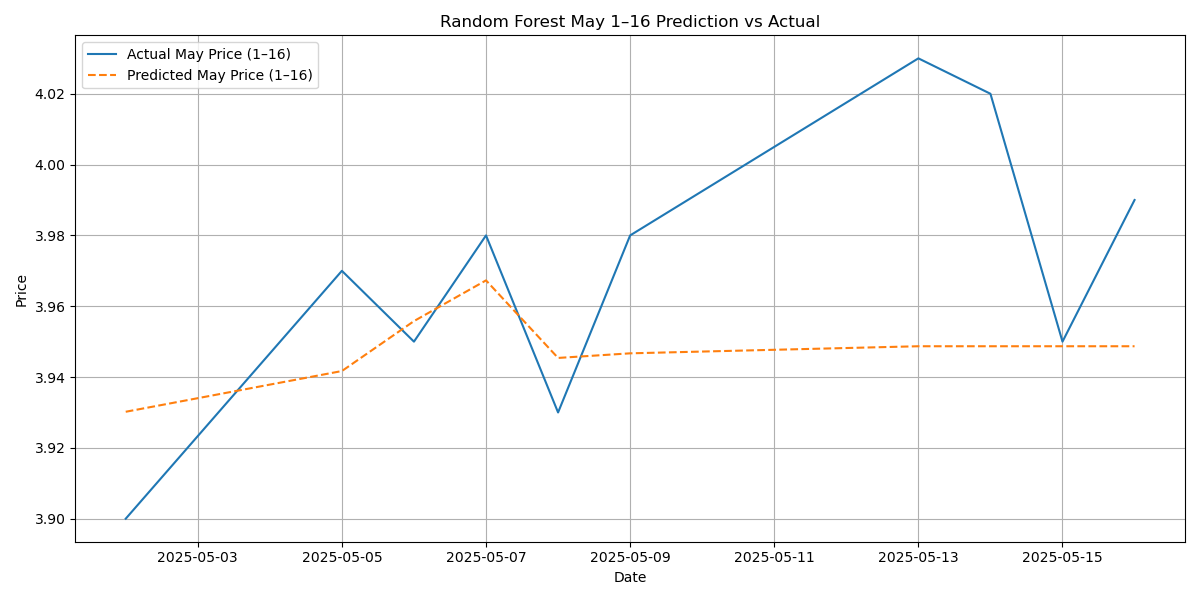 Random Forest May 1–16 Prediction vs Actual
Actual May Price (1–16)
Predicted May Price (1–16)
4.02
4.00
3.98
3.96
3.94
3.92
3.90
Price
2025-05-03 2025-05-05 2025-05-07 2025-05-09 2025-05-11 2025-05-13 2025-05-15
Date